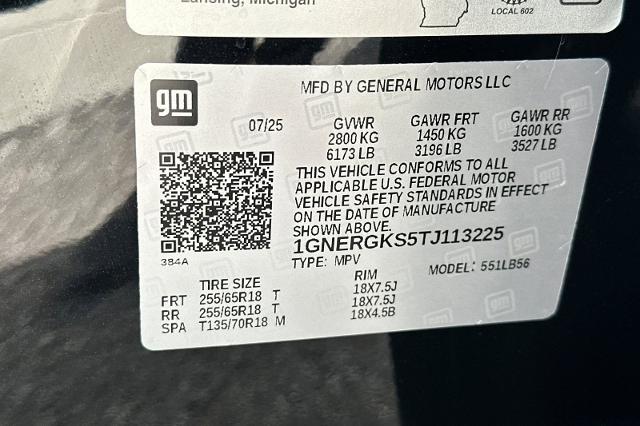 Lansing, Michigan
LOCAL 602
gm
MFD BY GENERAL MOTORS LLC
07/25
GVWR GAWR FRT GAWR RR
2800 KG 1450 KG 1600 KG
6173 LB 3196 LB 3527 LB
THIS VEHICLE CONFORMS TO ALL
APPLICABLE U.S. FEDERAL MOTOR
VEHICLE SAFETY STANDARDS IN EFFECT
ON THE DATE OF MANUFACTURE
SHOWN ABOVE.
384A
1GNERGKS5TJ113225
TYPE: MPV MODEL: 551LB56
TIRE SIZE RIM
FRT 255/65R18 T 18X7.5J
RR 255/65R18 T 18X7.5J
SPA T135/70R18 M 18X4.5B